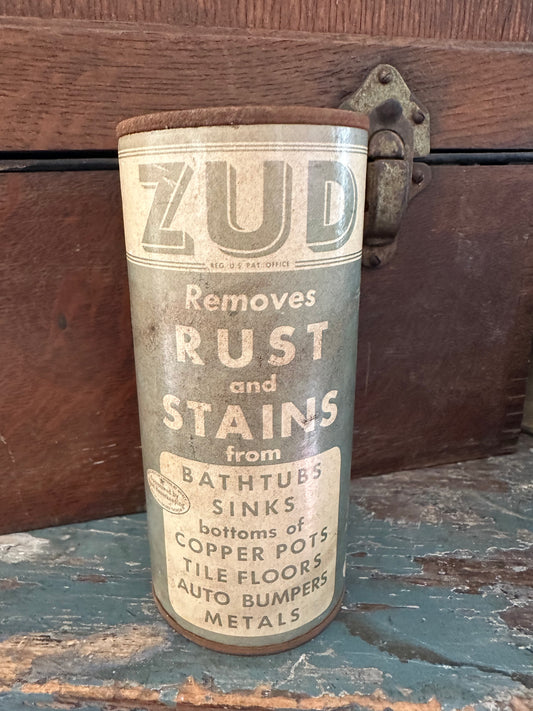 ZUD
REG. U.S. PAT. OFFICE
Removes
RUST
and
STAINS
from
BATHTUBS
SINKS
bottoms of
COPPER POTS
TILE FLOORS
AUTO BUMPERS
METALS